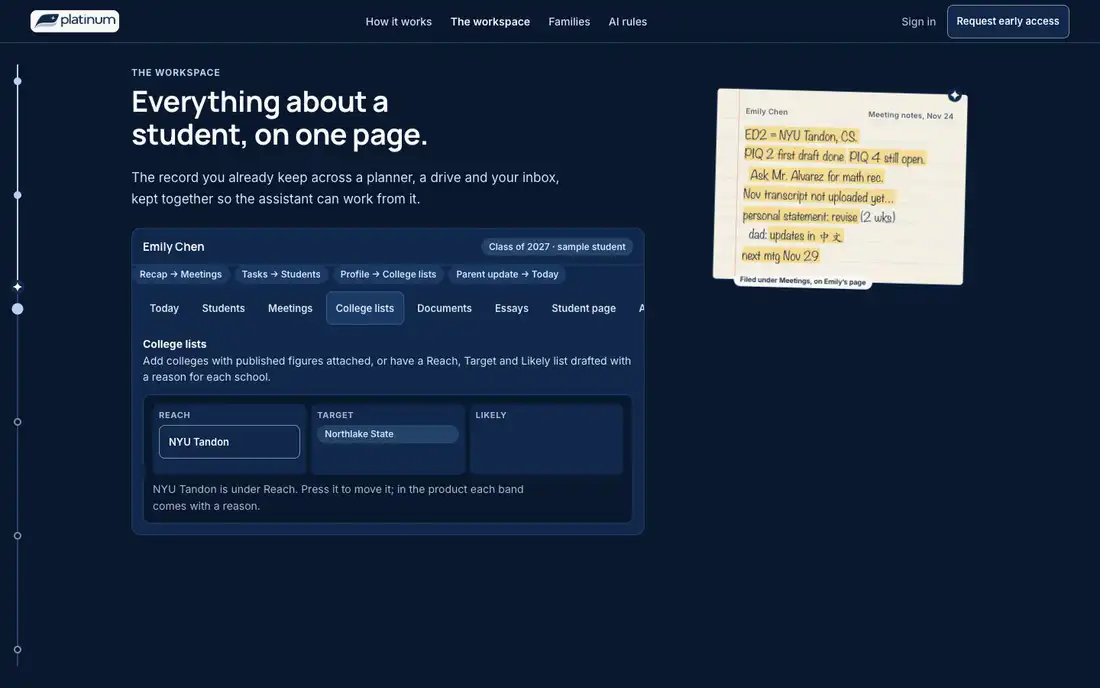 platinum
How it works
The workspace
Families
AI rules
Sign in
Request early access
THE WORKSPACE
Everything about a
student, on one page.
The record you already keep across a planner, a drive and your inbox,
kept together so the assistant can work from it.
Emily Chen
Class of 2027 · sample student
Recap → Meetings
Tasks → Students
Profile → College lists
Parent update → Today
Today
Students
Meetings
College lists
Documents
Essays
Student page
A
College lists
Add colleges with published figures attached, or have a Reach, Target and Likely list drafted with
a reason for each school.
REACH
NYU Tandon
TARGET
Northlake State
LIKELY
NYU Tandon is under Reach. Press it to move it; in the product each band
comes with a reason.
Emily Chen
Meeting notes, Nov 24
ED2 = NYU Tandon, CS.
PIQ 2 first draft done. PIQ 4 still open.
Ask Mr. Alvarez for math rec.
Nov transcript not uploaded yet...
personal statement: revise (2 wks)
dad: updates in 中文
next mtg Nov 29
Filed under Meetings, on Emily's page